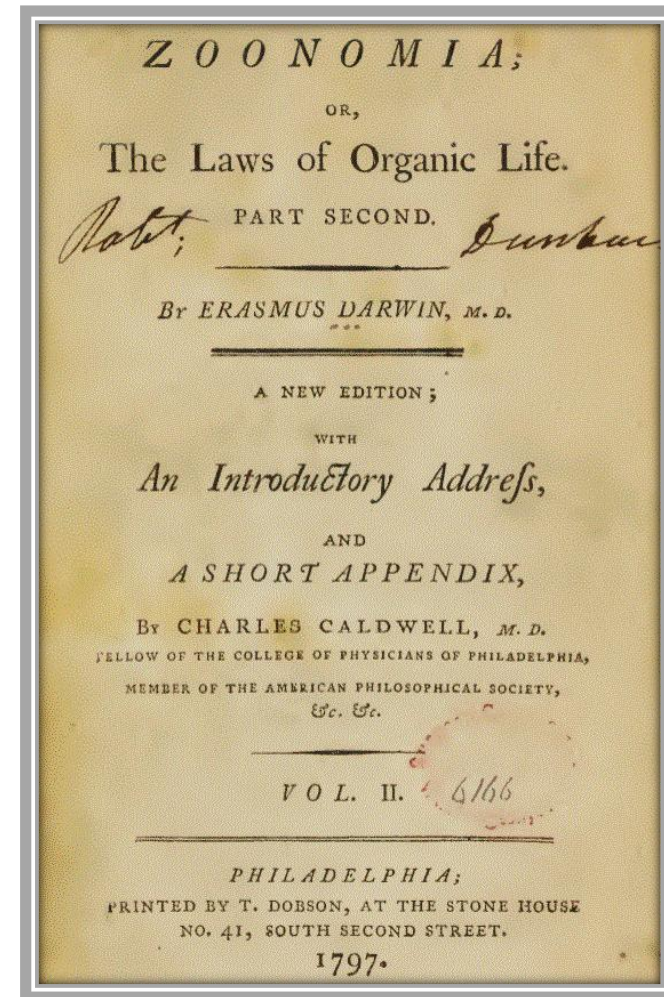 ZOONOMIA;
OR,
The Laws of Organic Life.
PART SECOND.
Robt; Dunbar
By ERASMUS DARWIN, M. D.
A NEW EDITION;
WITH
An Introductory Addreſs,
AND
A SHORT APPENDIX,
By CHARLES CALDWELL, M. D.
FELLOW OF THE COLLEGE OF PHYSICIANS OF PHILADELPHIA,
MEMBER OF THE AMERICAN PHILOSOPHICAL SOCIETY,
&c. &c.
VOL. II.
6166
PHILADELPHIA;
PRINTED BY T. DOBSON, AT THE STONE HOUSE
NO. 41, SOUTH SECOND STREET.
1797.